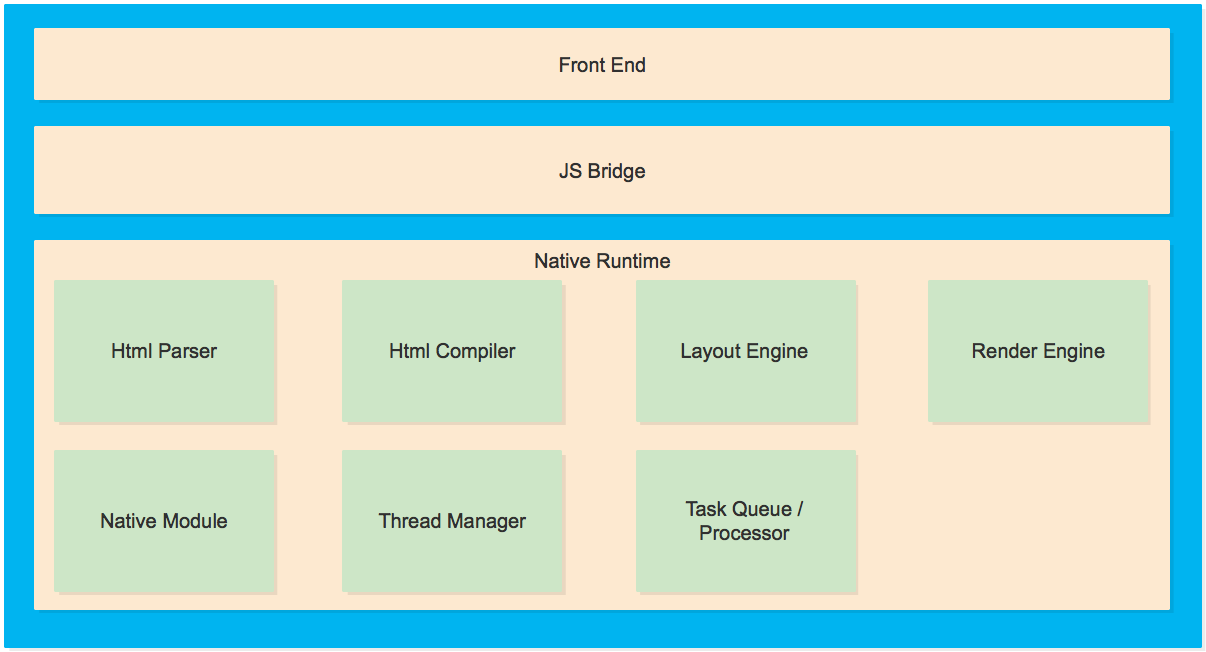 Front End
JS Bridge
Native Runtime
Html Parser
Html Compiler
Layout Engine
Render Engine
Native Module
Thread Manager
Task Queue /
Processor